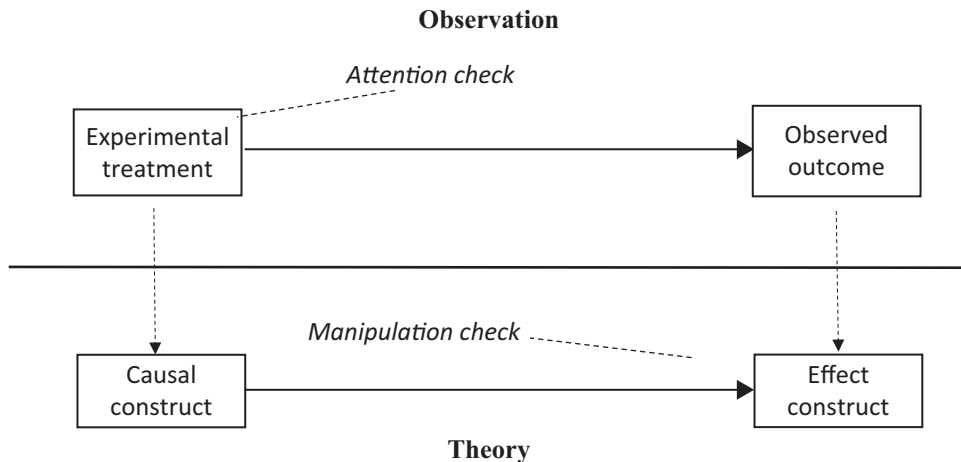 Observation
Attention check
Experimental
treatment
Observed
outcome
Manipulation check
Causal
construct
Effect
construct
Theory